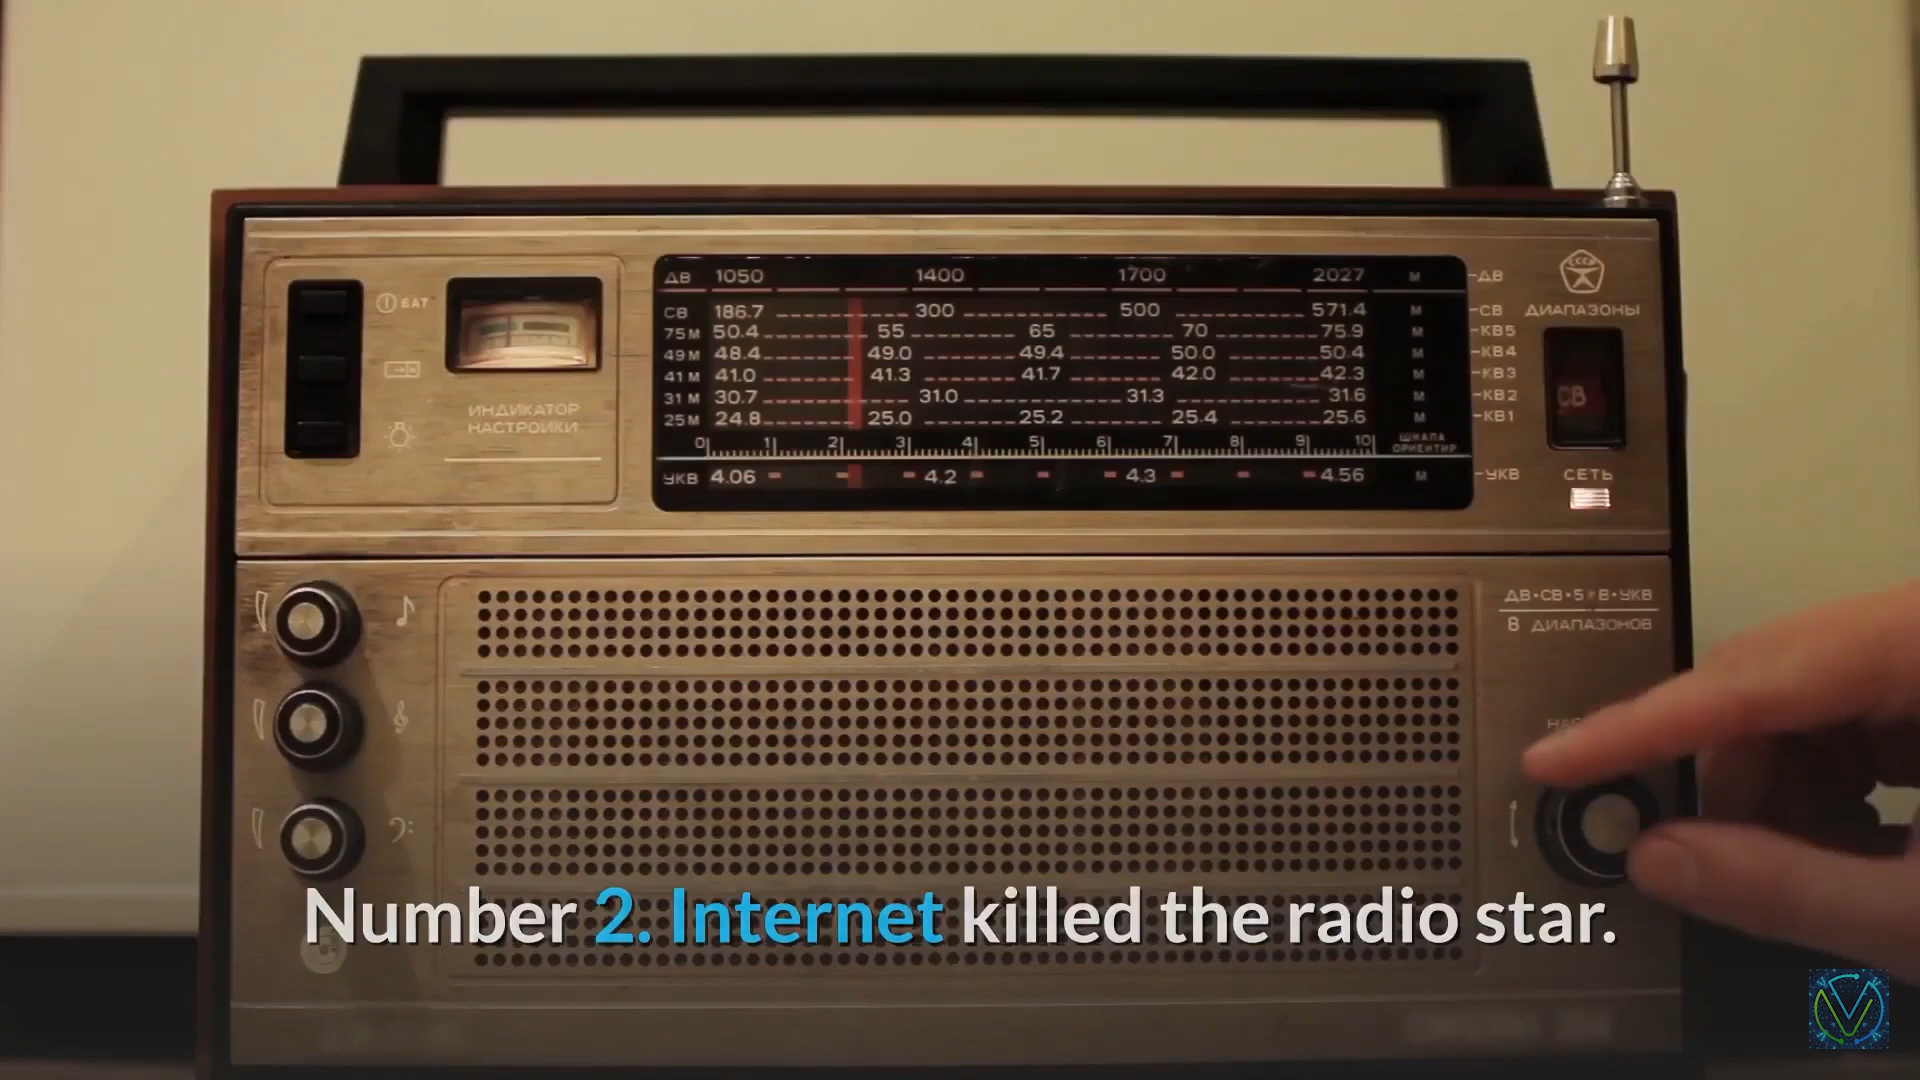 ДВ 1050 1400 1700 2027 М
СВ 186.7 300 500 571.4 М
75 М 50.4 55 65 70 75.9 М
49 М 48.4 49.0 49.4 50.0 50.4 М
41 М 41.0 41.3 41.7 42.0 42.3 М
31 М 30.7 31.0 31.3 31.6 М
25 М 24.8 25.0 25.2 25.4 25.6 М
0 1 2 3 4 5 6 7 8 9 10 ШКАЛА
ОРИЕНТИР
УКВ 4.06 4.2 4.3 4.56 М
БАТ
ИНДИКАТОР
НАСТРОЙКИ
ДВ
СВ
КВ5
КВ4
КВ3
КВ2
КВ1
УКВ
СССР
ДИАПАЗОНЫ
СВ
СЕТЬ
ДВ•СВ•5 В•УКВ
8 ДИАПАЗОНОВ
Number 2. Internet killed the radio star.